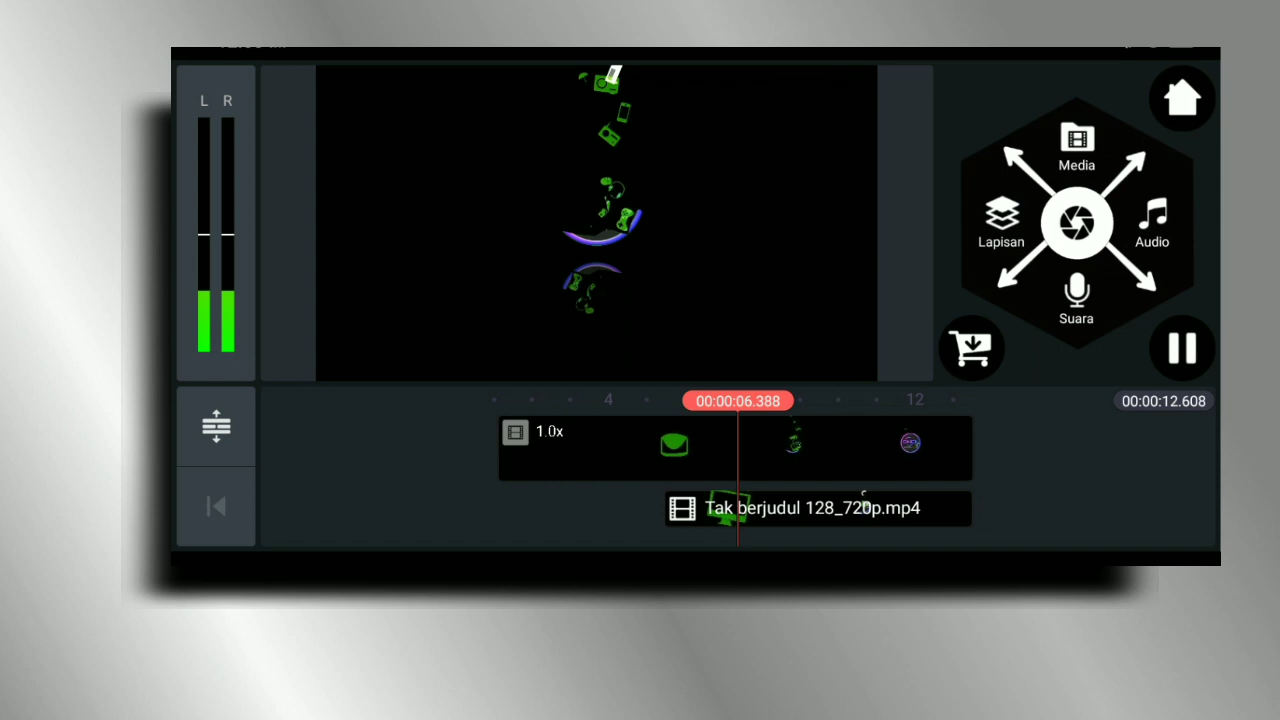 L R
Media
Lapisan
Audio
Suara
4
00:00:06.388
12
00:00:12.608
1.0x
Tak berjudul 128_720p.mp4